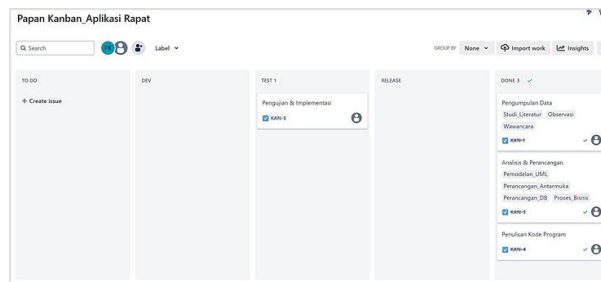 Papan Kanban_Aplikasi Rapat
Search
Label
GROUP BY None Import work Insights
TO DO
Create issue
DEV
TEST 1
Pengujian & Implementasi
KAN-5
RELEASE
DONE 3
Pengumpulan Data
Studi_Literatur Observasi
Wawancara
KAN-1
Analisis & Perancangan
Pemodelan_UML
Perancangan_Antarmuka
Perancangan_DB Proses_Bisnis
KAN-3
Penulisan Kode Program
KAN-4